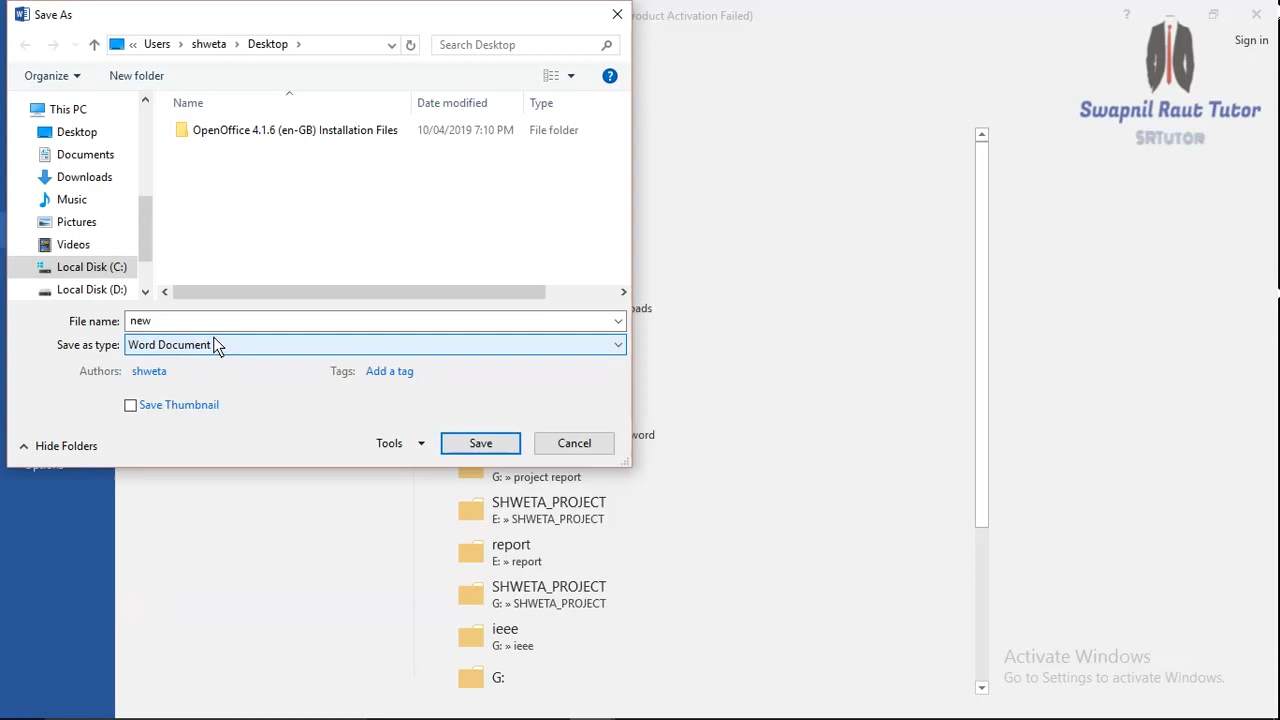 Save As
roduct Activation Failed)
?
Sign in
« Users > shweta > Desktop >
Search Desktop
Organize
New folder
?
This PC
Desktop
Documents
Downloads
Music
Pictures
Videos
Local Disk (C:)
Local Disk (D:)
Name
Date modified
Type
OpenOffice 4.1.6 (en-GB) Installation Files
10/04/2019 7:10 PM
File folder
File name:
new
Save as type:
Word Document
Authors:
shweta
Tags:
Add a tag
Save Thumbnail
Hide Folders
Tools
Save
Cancel
Swapnil Raut Tutor
SRTUTOR
oads
word
G: » project report
SHWETA_PROJECT
E: » SHWETA_PROJECT
report
E: » report
SHWETA_PROJECT
G: » SHWETA_PROJECT
ieee
G: » ieee
G:
Activate Windows
Go to Settings to activate Windows.